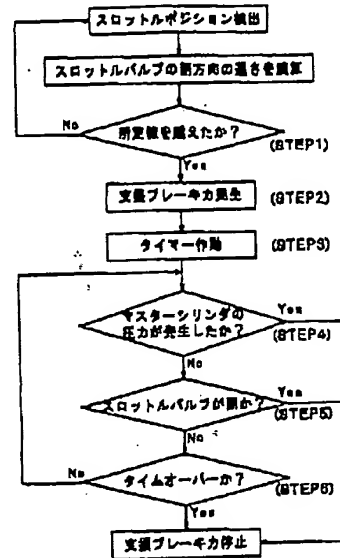 スロットルポジション検出
スロットルバルブの閉方向の速さを演算
No
所定値を越えたか?
(STEP1)
Yes
支援ブレーキ力発生
(STEP2)
タイマー作動
(STEP3)
マスターシリンダの
圧力が発生したか?
Yes
(STEP4)
No
スロットルバルブが開か?
Yes
(STEP5)
No
タイムオーバーか?
No
(STEP6)
Yes
支援ブレーキ力停止